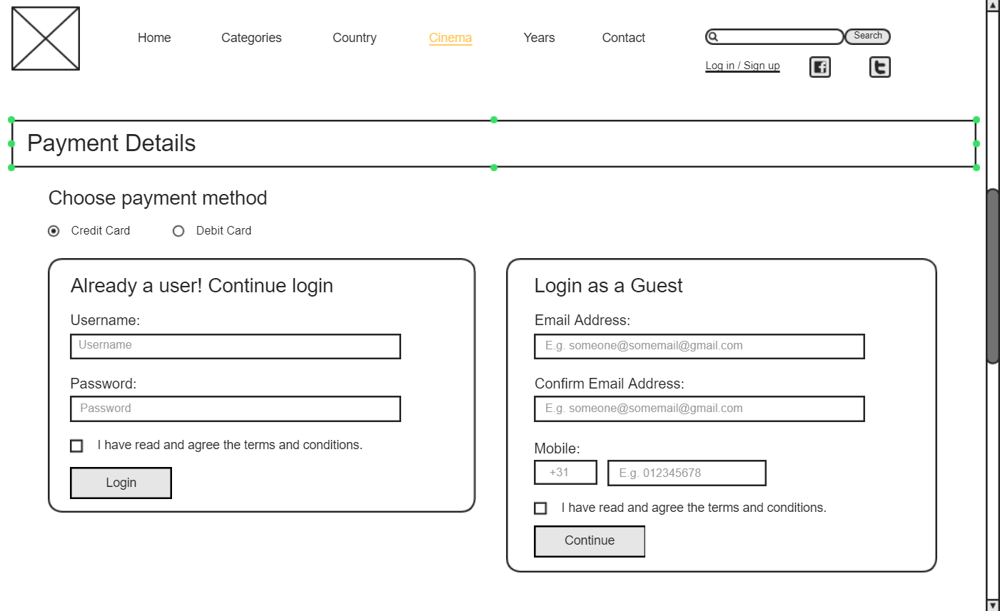 Home Categories Country Cinema Years Contact Search
Log in / Sign up
Payment Details
Choose payment method
Credit Card Debit Card
Already a user! Continue login
Username:
Username
Password:
Password
I have read and agree the terms and conditions.
Login
Login as a Guest
Email Address:
E.g. someone@somemail@gmail.com
Confirm Email Address:
E.g. someone@somemail@gmail.com
Mobile:
+31 E.g. 012345678
I have read and agree the terms and conditions.
Continue